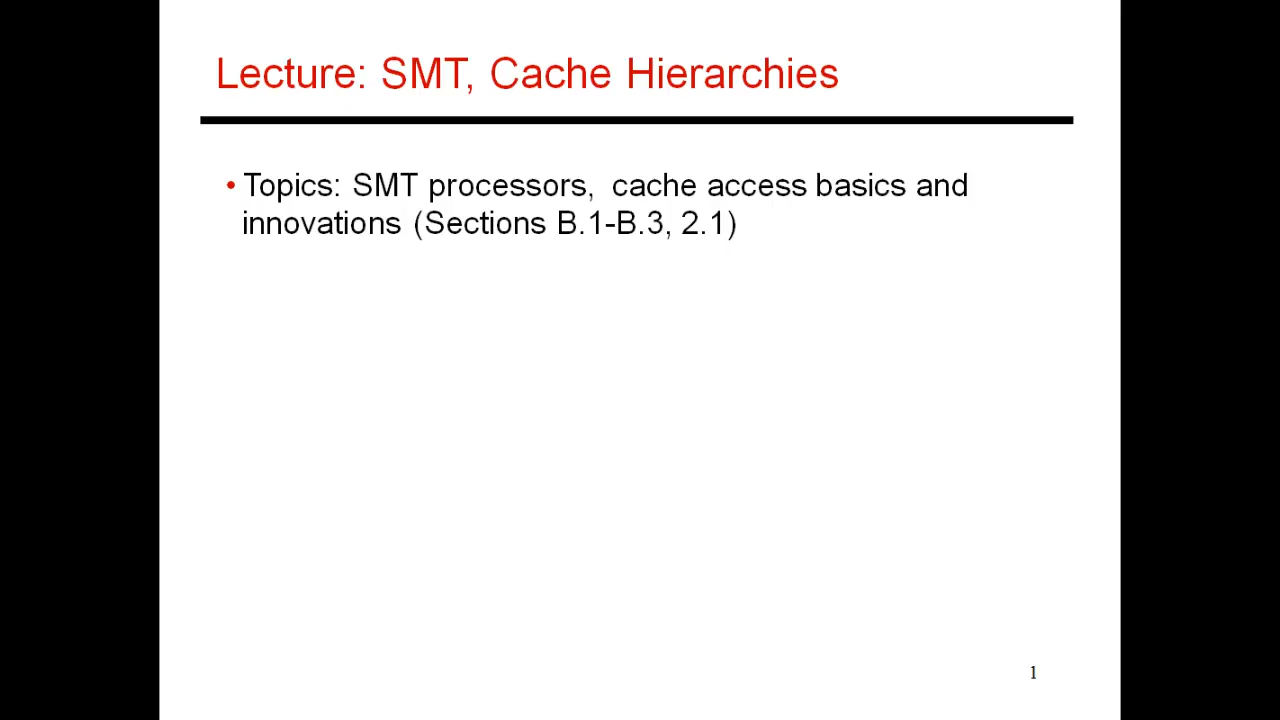 Lecture: SMT, Cache Hierarchies
• Topics: SMT processors,  cache access basics and
innovations (Sections B.1-B.3, 2.1)
1